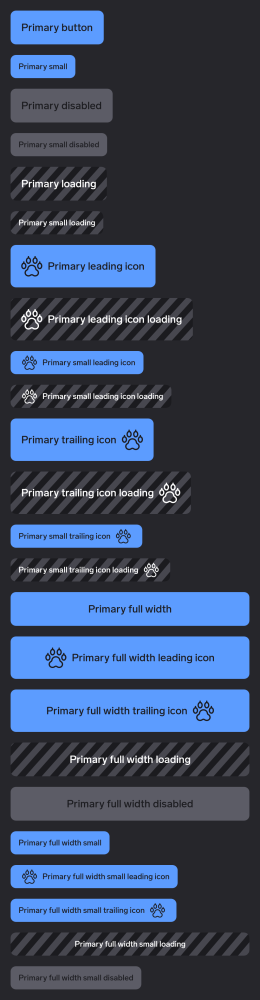 Primary button
Primary small
Primary disabled
Primary small disabled
Primary loading
Primary small loading
Primary leading icon
Primary leading icon loading
Primary small leading icon
Primary small leading icon loading
Primary trailing icon
Primary trailing icon loading
Primary small trailing icon
Primary small trailing icon loading
Primary full width
Primary full width leading icon
Primary full width trailing icon
Primary full width loading
Primary full width disabled
Primary full width small
Primary full width small leading icon
Primary full width small trailing icon
Primary full width small loading
Primary full width small disabled